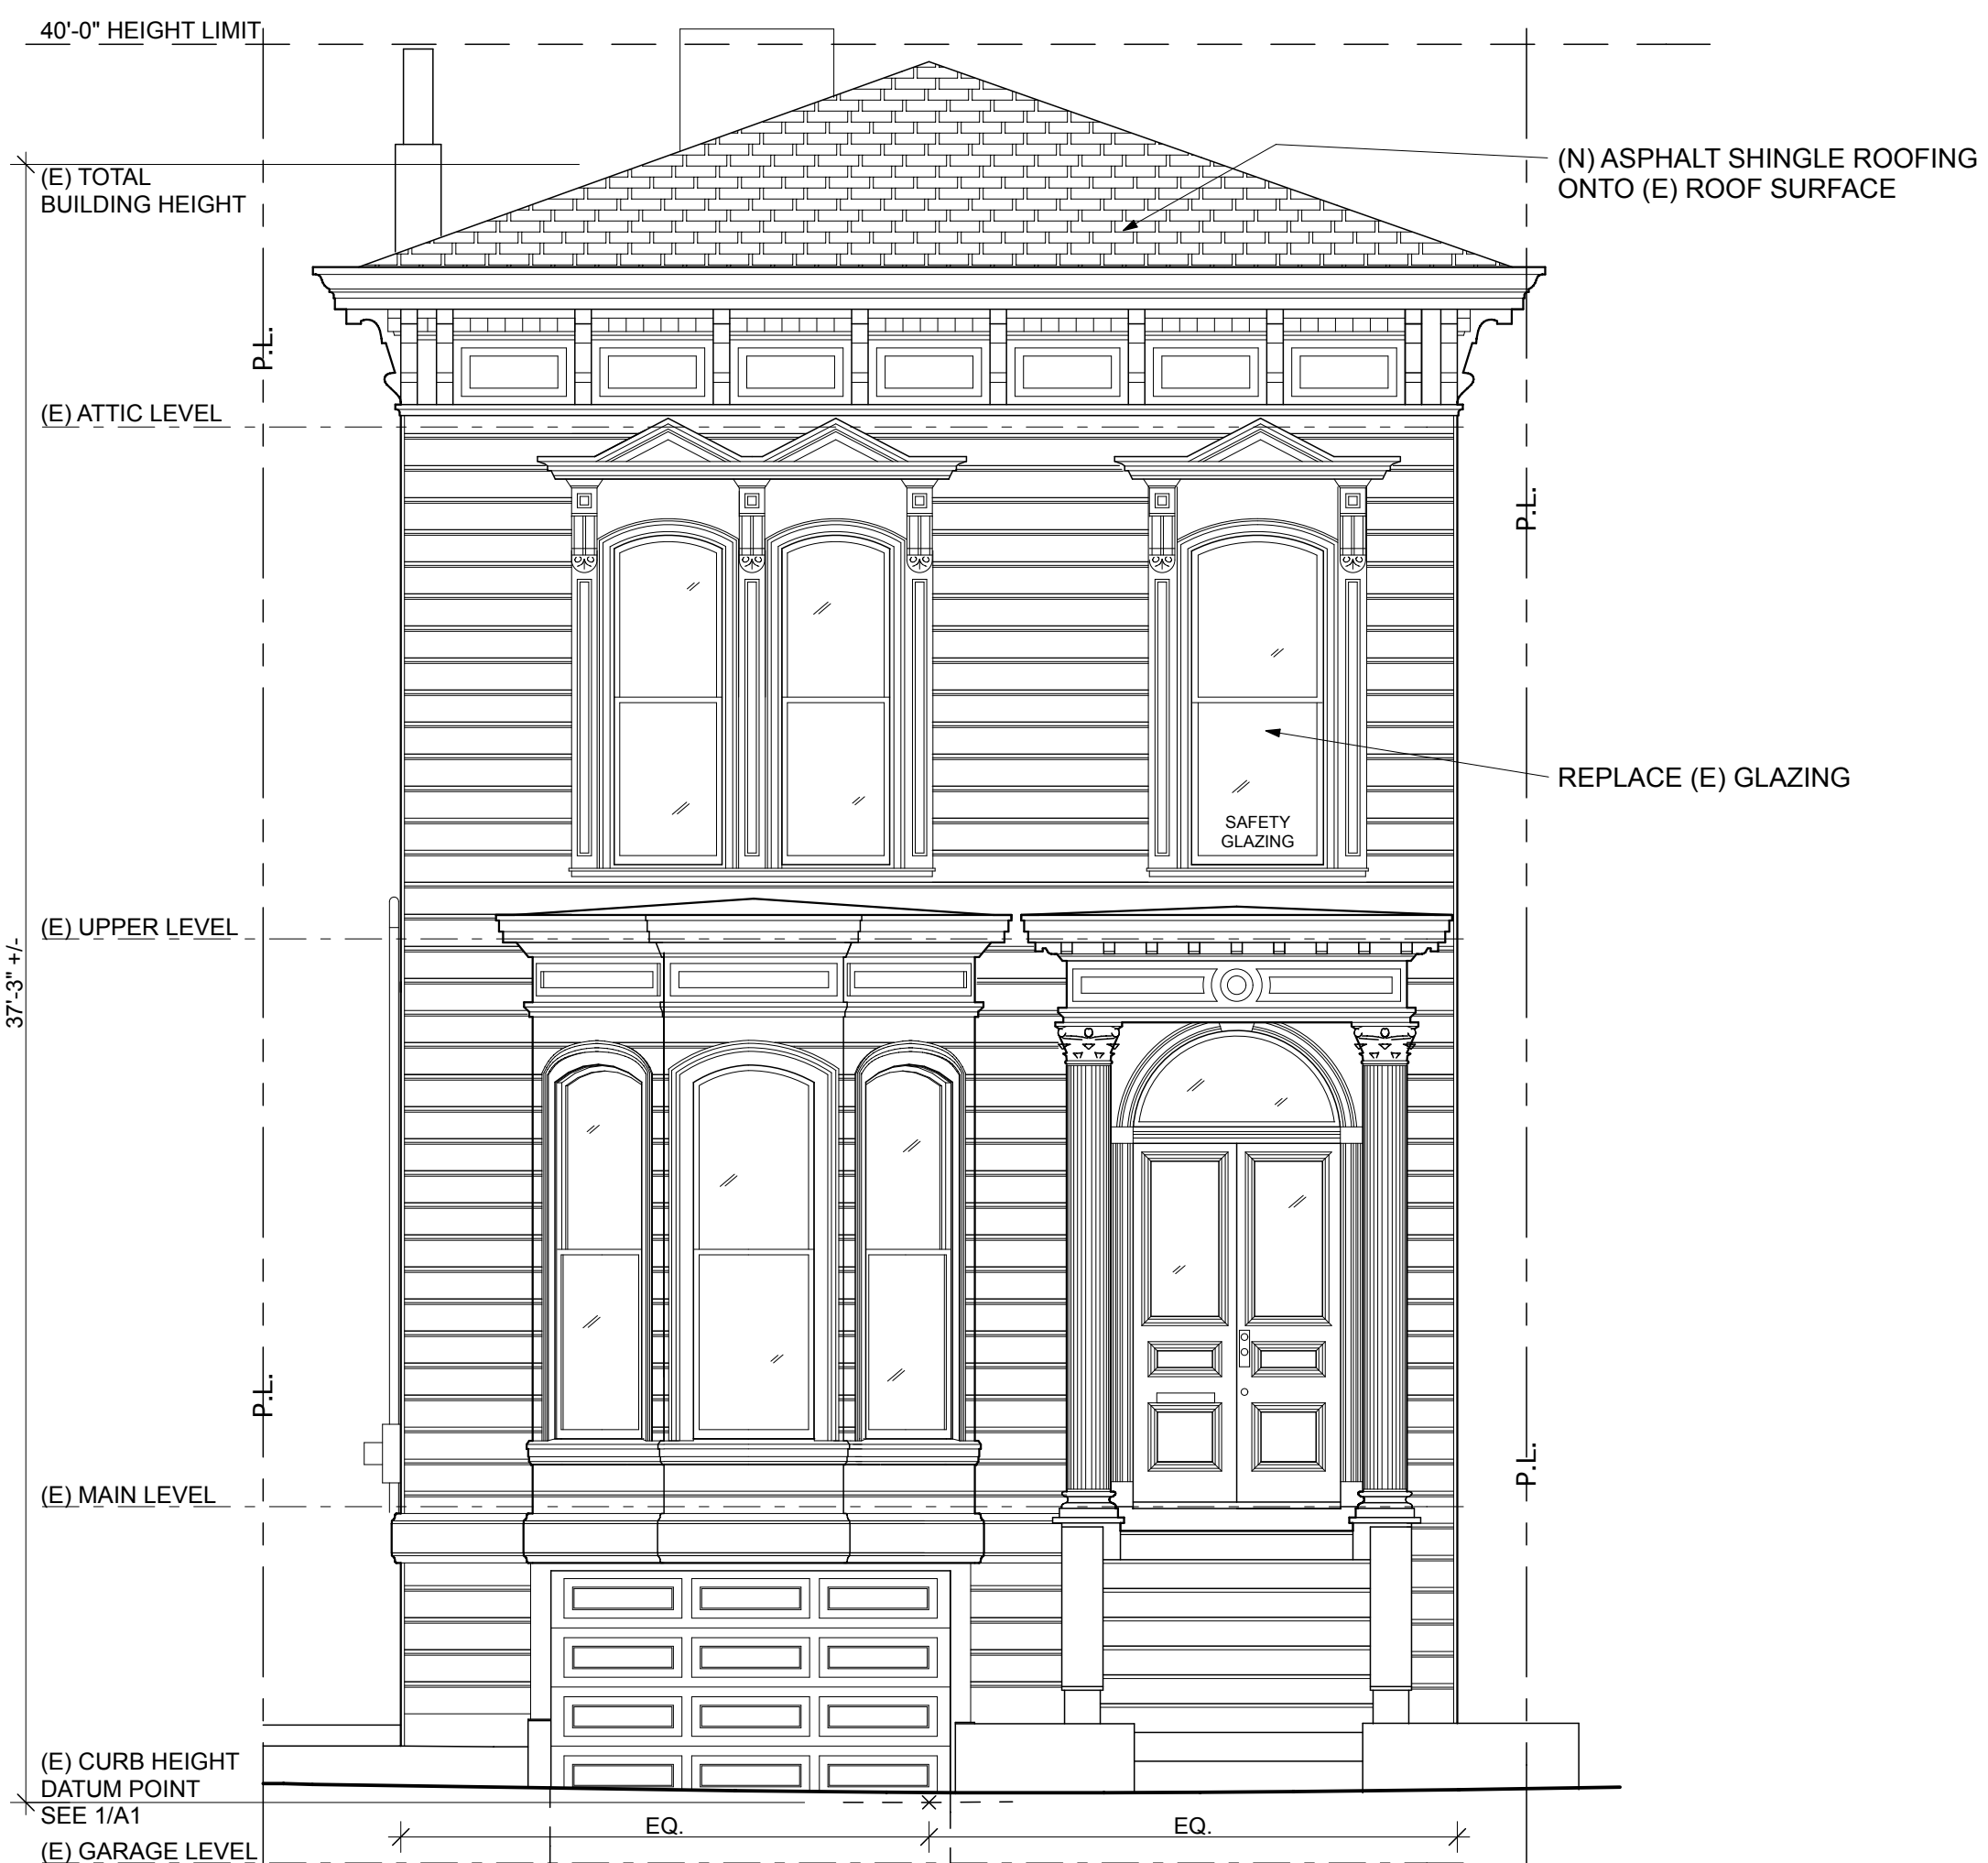 40'-0" HEIGHT LIMIT
(E) TOTAL
BUILDING HEIGHT
(N) ASPHALT SHINGLE ROOFING
ONTO (E) ROOF SURFACE
P.L.
(E) ATTIC LEVEL
P.L.
REPLACE (E) GLAZING
SAFETY
GLAZING
(E) UPPER LEVEL
37'-3" +/-
P.L.
P.L.
(E) MAIN LEVEL
(E) CURB HEIGHT
DATUM POINT
SEE 1/A1
EQ.
EQ.
(E) GARAGE LEVEL